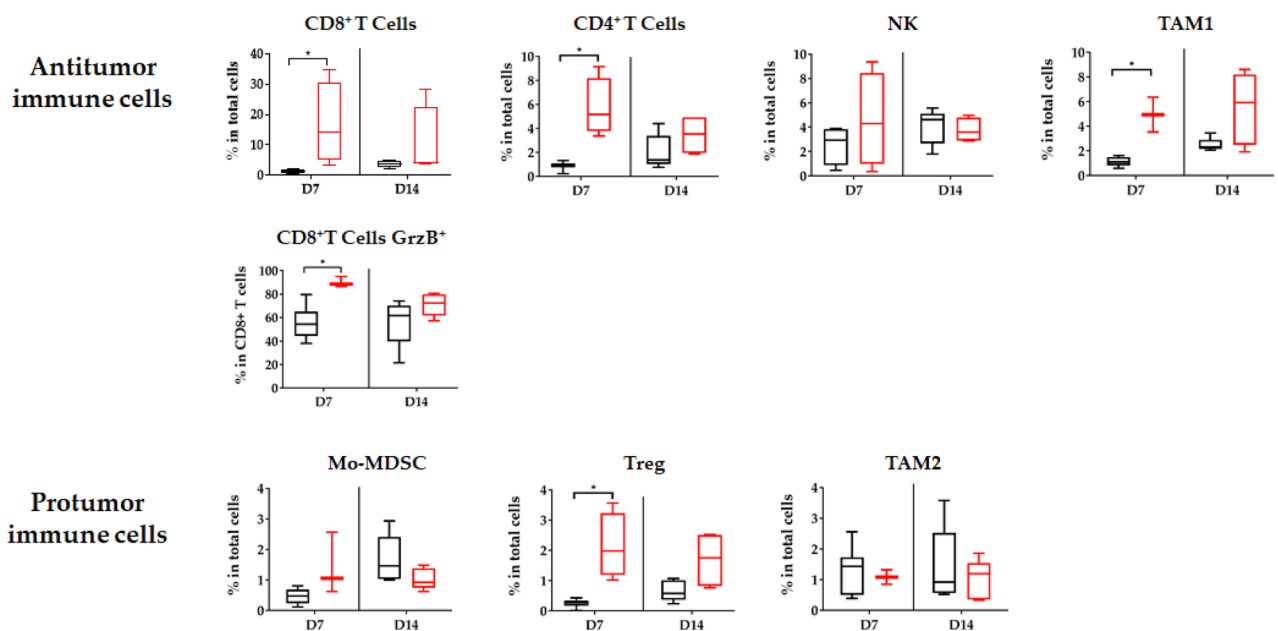 Antitumor
immune cells
CD8⁺ T Cells
% in total cells
40
30
20
10
0
*
D7
D14
CD4⁺ T Cells
% in total cells
10
8
6
4
2
0
*
D7
D14
NK
% in total cells
10
8
6
4
2
0
D7
D14
TAM1
% in total cells
10
8
6
4
2
0
*
D7
D14
CD8⁺T Cells GrzB⁺
% in CD8+ T cells
100
80
60
40
20
0
*
D7
D14
Protumor
immune cells
Mo-MDSC
% in total cells
4
3
2
1
0
D7
D14
Treg
% in total cells
4
3
2
1
0
*
D7
D14
TAM2
% in total cells
4
3
2
1
0
D7
D14